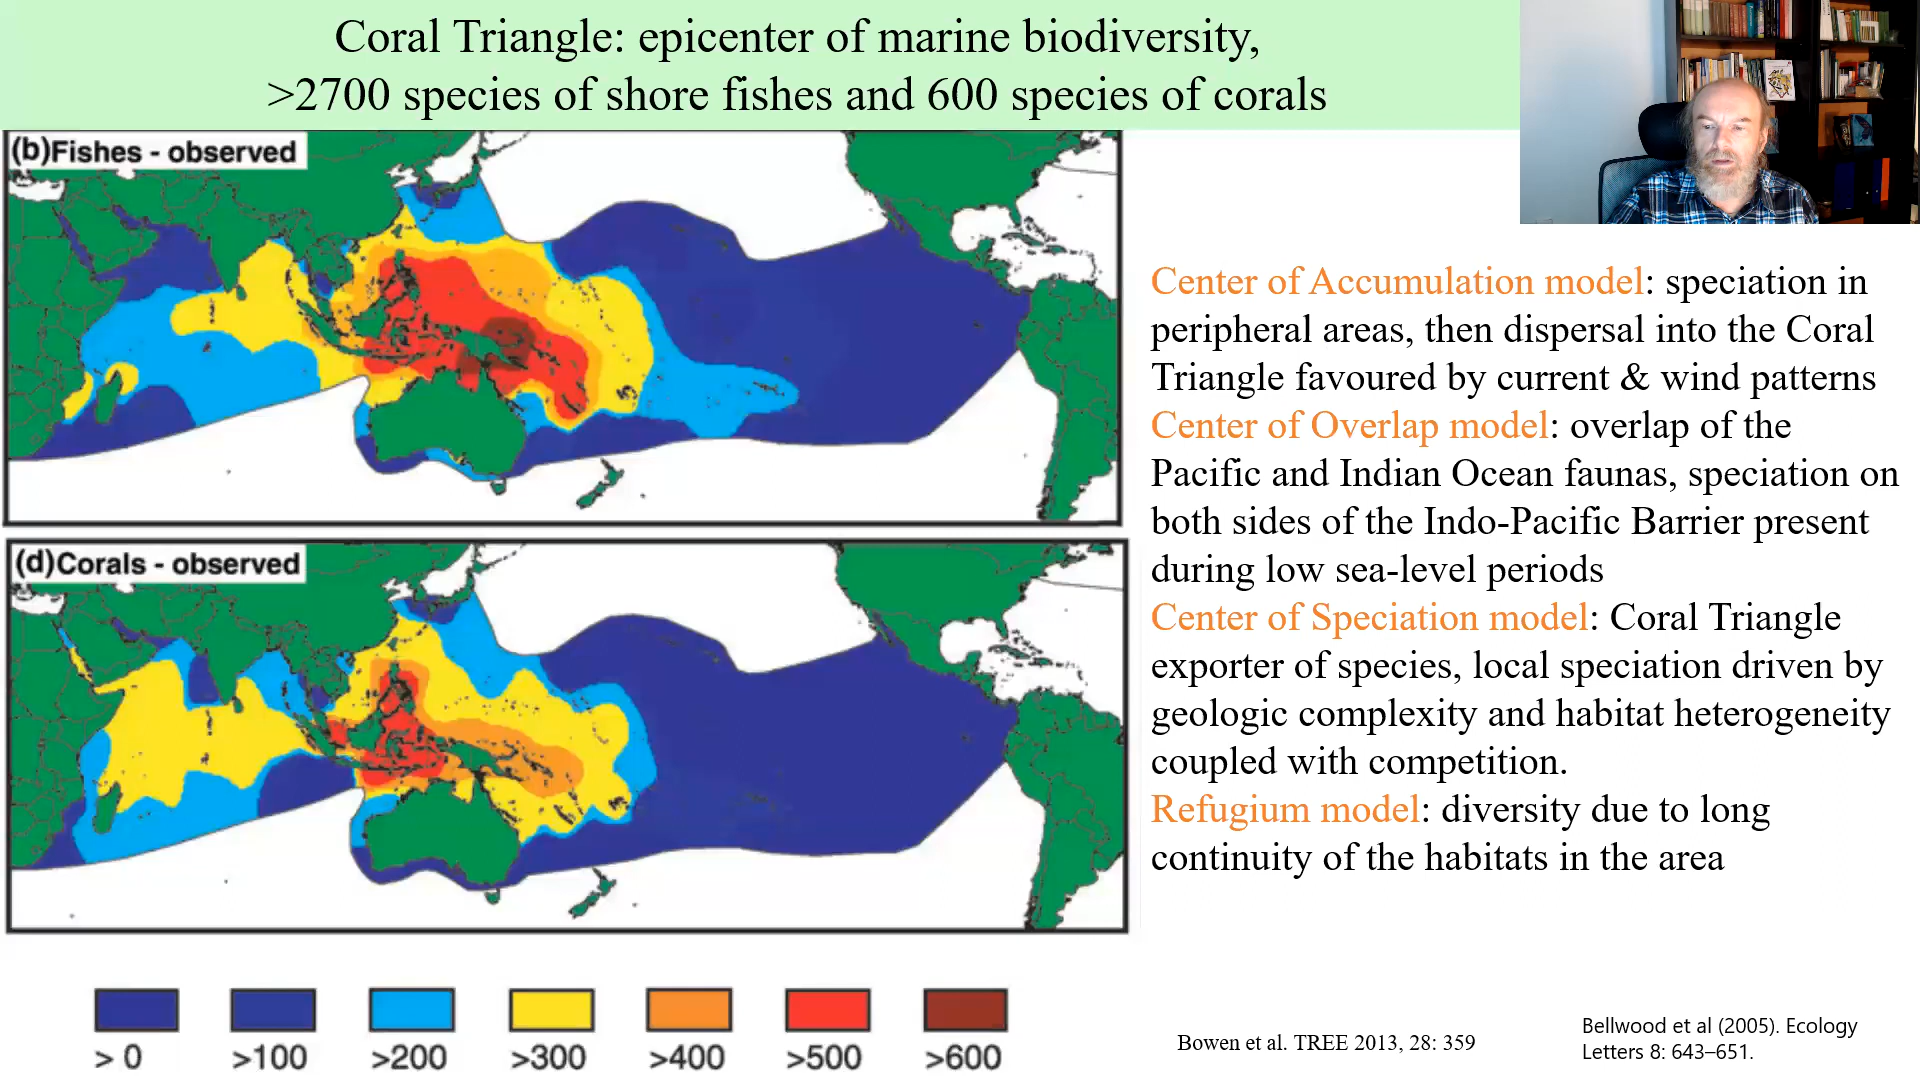 Coral Triangle: epicenter of marine biodiversity,
>2700 species of shore fishes and 600 species of corals
(b)Fishes - observed
(d)Corals - observed
> 0
>100
>200
>300
>400
>500
>600
Center of Accumulation model: speciation in
peripheral areas, then dispersal into the Coral
Triangle favoured by current & wind patterns
Center of Overlap model: overlap of the
Pacific and Indian Ocean faunas, speciation on
both sides of the Indo-Pacific Barrier present
during low sea-level periods
Center of Speciation model: Coral Triangle
exporter of species, local speciation driven by
geologic complexity and habitat heterogeneity
coupled with competition.
Refugium model: diversity due to long
continuity of the habitats in the area
Bowen et al. TREE 2013, 28: 359
Bellwood et al (2005). Ecology
Letters 8: 643–651.